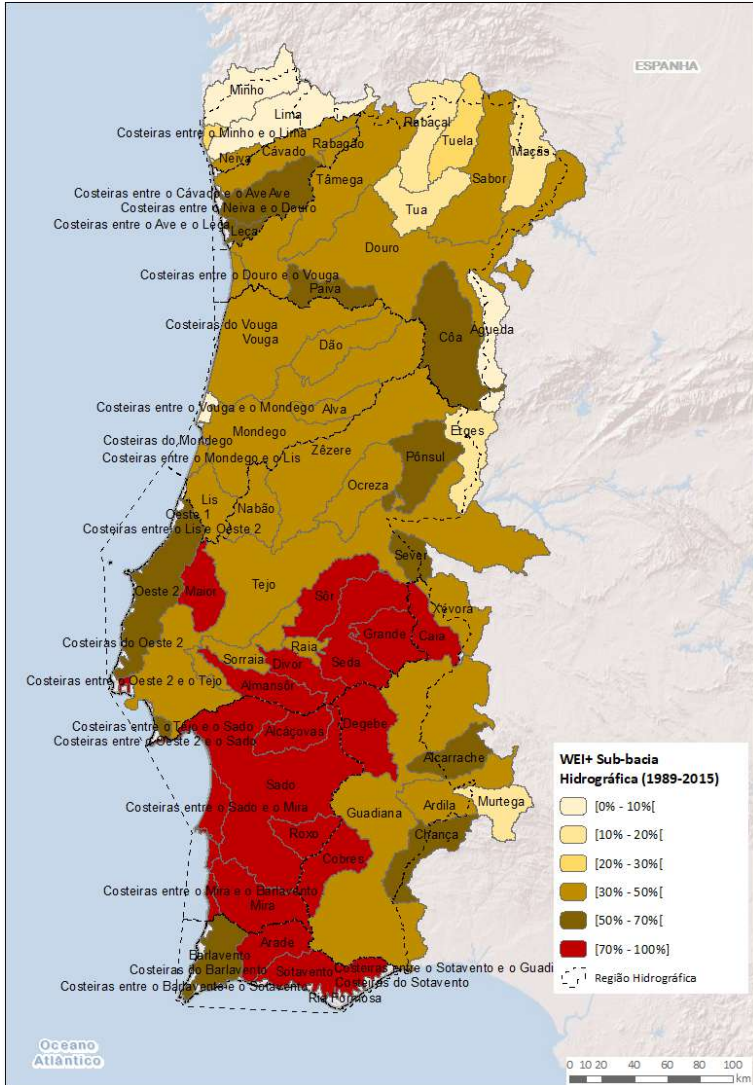 ESPANHA
Minho
Lima
Costeiras entre o Minho e o Lima
Rabaçal
Tuela
Maçãs
Neiva
Cávado
Rabagão
Tâmega
Sabor
Costeiras entre o Cávado e o Ave
Ave
Costeiras entre o Neiva e o Douro
Costeiras entre o Ave e o Leça
Leça
Tua
Douro
Costeiras entre o Douro e o Vouga
Paiva
Águeda
Costeiras do Vouga
Vouga
Côa
Dão
Costeiras entre o Vouga e o Mondego
Alva
Mondego
Erges
Costeiras do Mondego
Costeiras entre o Mondego e o Lis
Zêzere
Pônsul
Ocreza
Lis
Nabão
Oeste 1
Costeiras entre o Lis e o Oeste 2
Sever
Oeste 2
Maior
Tejo
Sôr
Xévora
Costeiras do Oeste 2
Grande
Caia
Raia
Sorraia
Divor
Seda
Costeiras entre o Oeste 2 e o Tejo
Almansor
Costeiras entre o Tejo e o Sado
Alcáçovas
Degebe
Costeiras entre o Oeste 2 e o Sado
Alcarrache
Sado
Costeiras entre o Sado e o Mira
Guadiana
Ardila
Murtega
Roxo
Chança
Cobres
Costeiras entre o Mira e o Barlavento
Mira
Arade
Barlavento
Costeiras do Barlavento
Sotavento
Costeiras entre o Sotavento e o Guadi
Costeiras do Sotavento
Costeiras entre o Barlavento e o Sotavento
Ria Formosa
WEI+ Sub-bacia
Hidrográfica (1989-2015)
[0% - 10%[
[10% - 20%[
[20% - 30%[
[30% - 50%[
[50% - 70%[
[70% - 100%]
Região Hidrográfica
Oceano
Atlântico
0 10 20 40 60 80 100
km